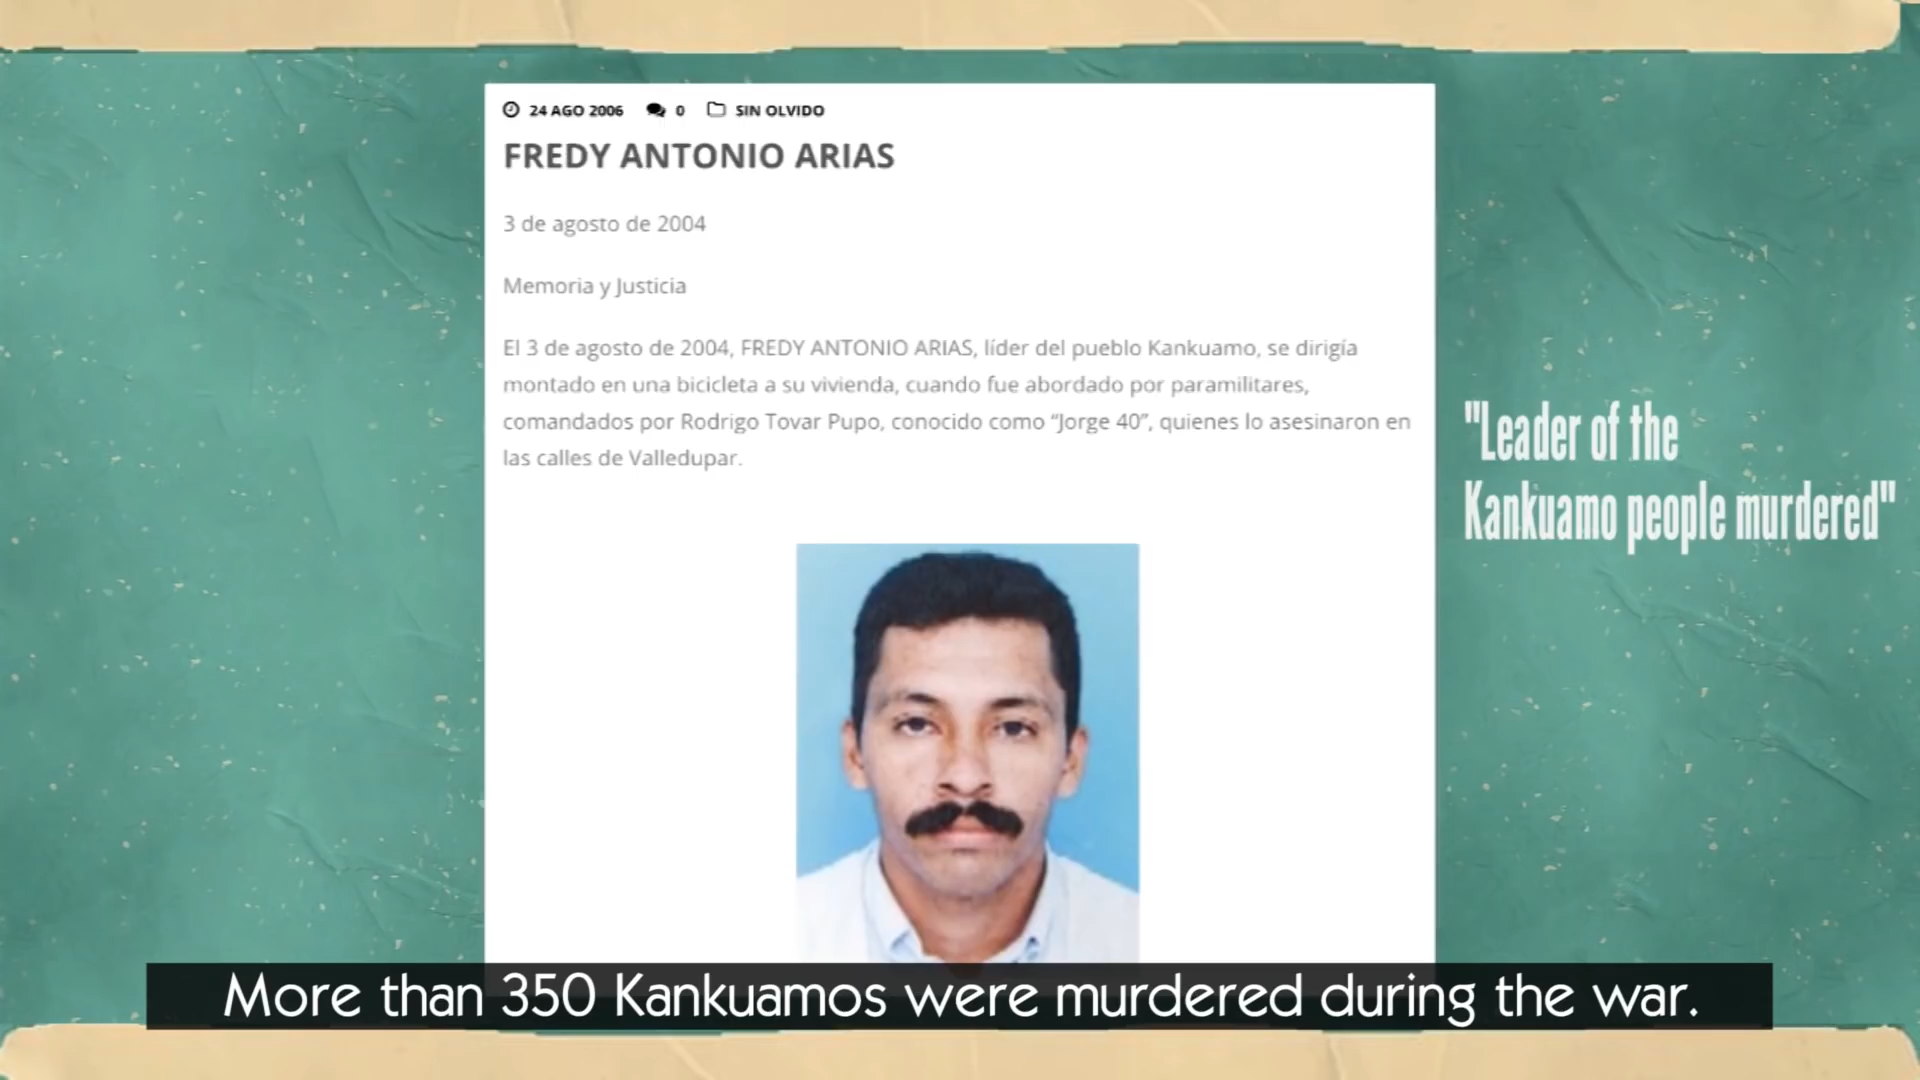 24 AGO 2006 0 SIN OLVIDO
FREDY ANTONIO ARIAS
3 de agosto de 2004
Memoria y Justicia
El 3 de agosto de 2004, FREDY ANTONIO ARIAS, líder del pueblo Kankuamo, se dirigía
montado en una bicicleta a su vivienda, cuando fue abordado por paramilitares,
comandados por Rodrigo Tovar Pupo, conocido como “Jorge 40”, quienes lo asesinaron en
las calles de Valledupar.
"Leader of the
Kankuamo people murdered"
More than 350 Kankuamos were murdered during the war.